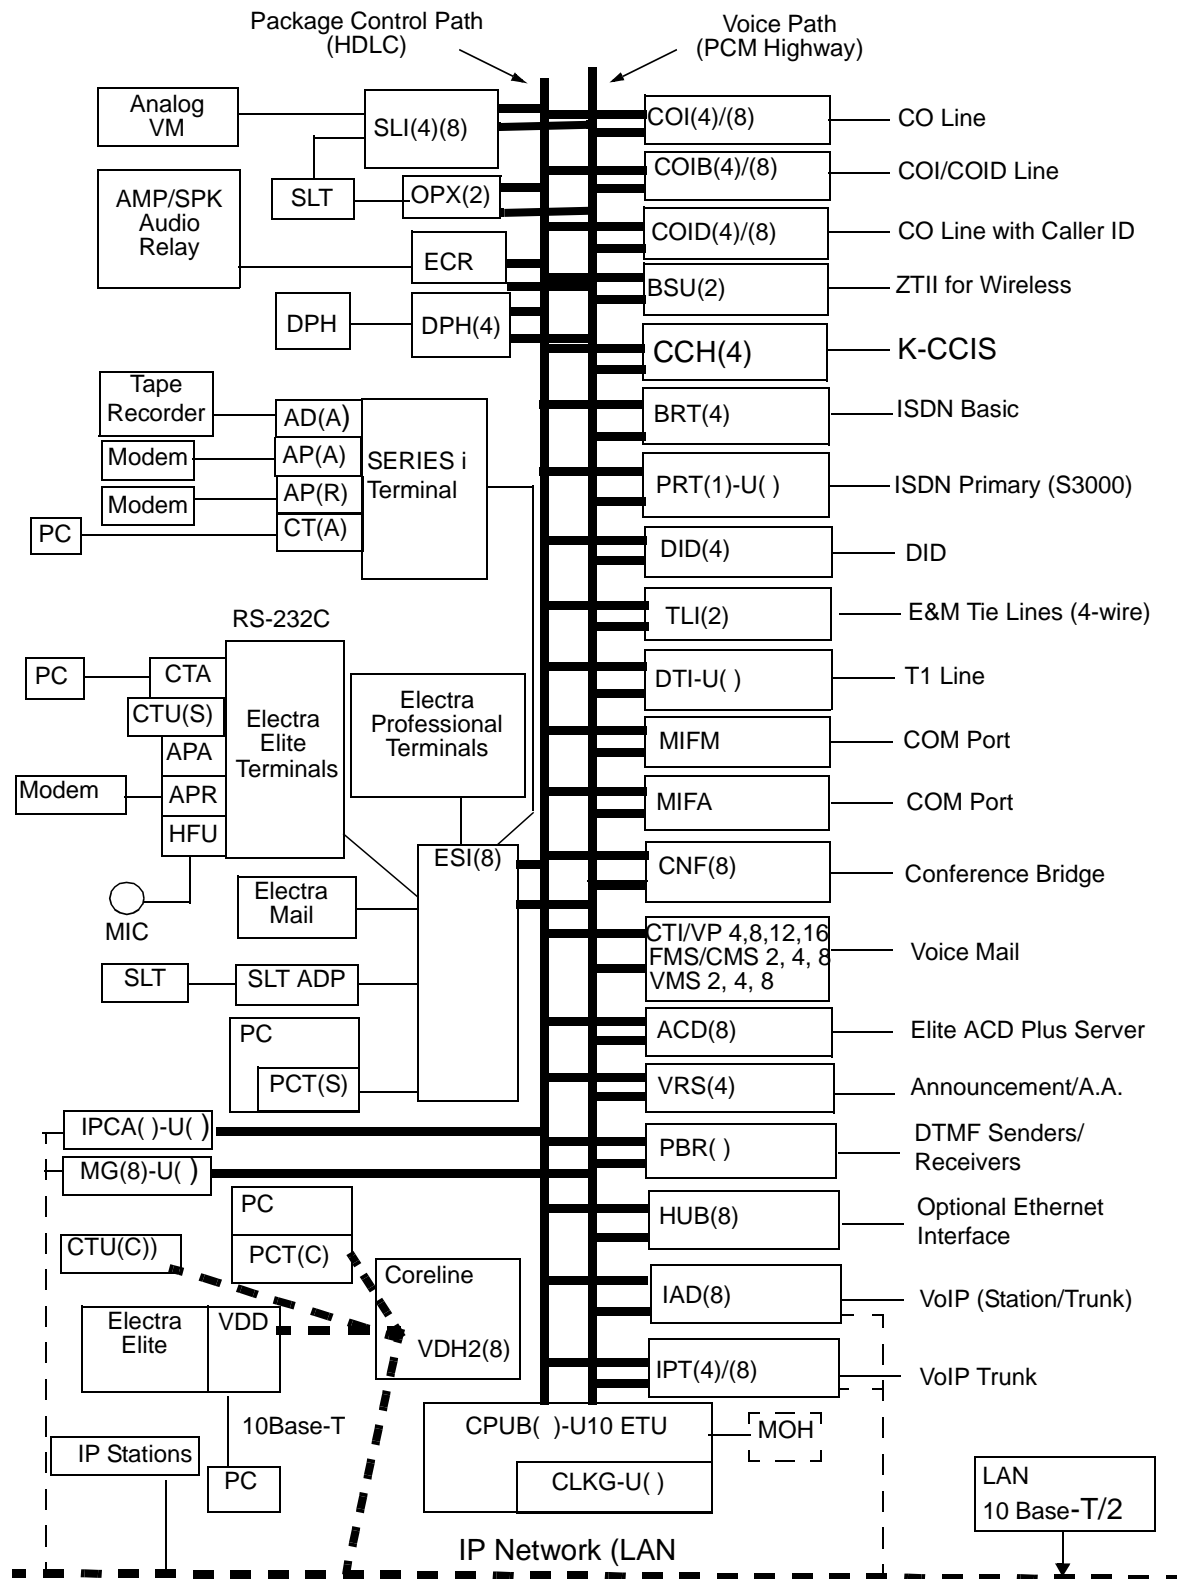 Package Control Path
(HDLC)
Voice Path
(PCM Highway)
Analog
VM
SLI(4)(8)
SLT
OPX(2)
AMP/SPK
Audio
Relay
ECR
DPH
DPH(4)
Tape
Recorder
Modem
Modem
PC
AD(A)
AP(A)
AP(R)
CT(A)
SERIES i
Terminal
RS-232C
PC
CTA
CTU(S)
APA
APR
HFU
Modem
MIC
Electra
Elite
Terminals
Electra
Professional
Terminals
ESI(8)
Electra
Mail
SLT
SLT ADP
PC
PCT(S)
IPCA( )-U( )
MG(8)-U( )
PC
PCT(C)
CTU(C))
Coreline
VDH2(8)
Electra
Elite
VDD
10Base-T
IP Stations
PC
COI(4)/(8)
CO Line
COIB(4)/(8)
COI/COID Line
COID(4)/(8)
CO Line with Caller ID
BSU(2)
ZTII for Wireless
CCH(4)
K-CCIS
BRT(4)
ISDN Basic
PRT(1)-U( )
ISDN Primary (S3000)
DID(4)
DID
TLI(2)
E&M Tie Lines (4-wire)
DTI-U( )
T1 Line
MIFM
COM Port
MIFA
COM Port
CNF(8)
Conference Bridge
CTI/VP 4,8,12,16
FMS/CMS 2, 4, 8
VMS 2, 4, 8
Voice Mail
ACD(8)
Elite ACD Plus Server
VRS(4)
Announcement/A.A.
PBR( )
DTMF Senders/
Receivers
HUB(8)
Optional Ethernet
Interface
IAD(8)
VoIP (Station/Trunk)
IPT(4)/(8)
VoIP Trunk
CPUB( )-U10 ETU
CLKG-U( )
MOH
LAN
10 Base-T/2
IP Network (LAN